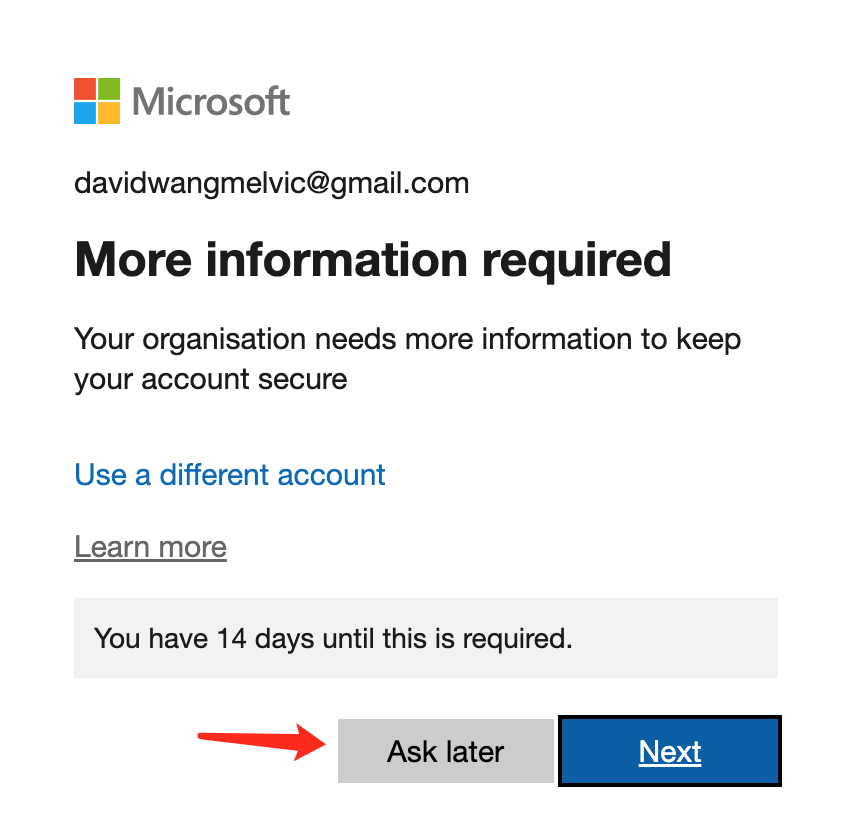 Microsoft
davidwangmelvic@gmail.com
More information required
Your organisation needs more information to keep
your account secure
Use a different account
Learn more
You have 14 days until this is required.
Ask later
Next